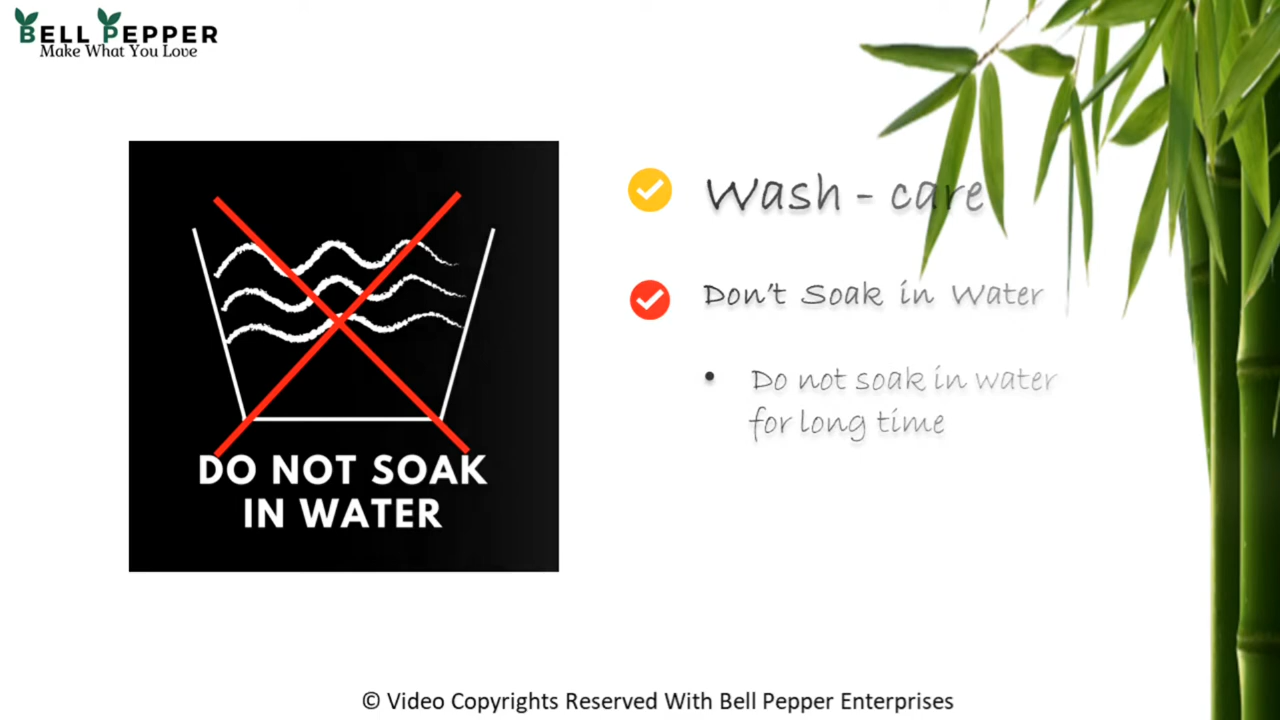 BELL PEPPER
Make What You Love
DO NOT SOAK
IN WATER
Wash - care
Don't Soak in Water
• Do not soak in water
for long time
© Video Copyrights Reserved With Bell Pepper Enterprises